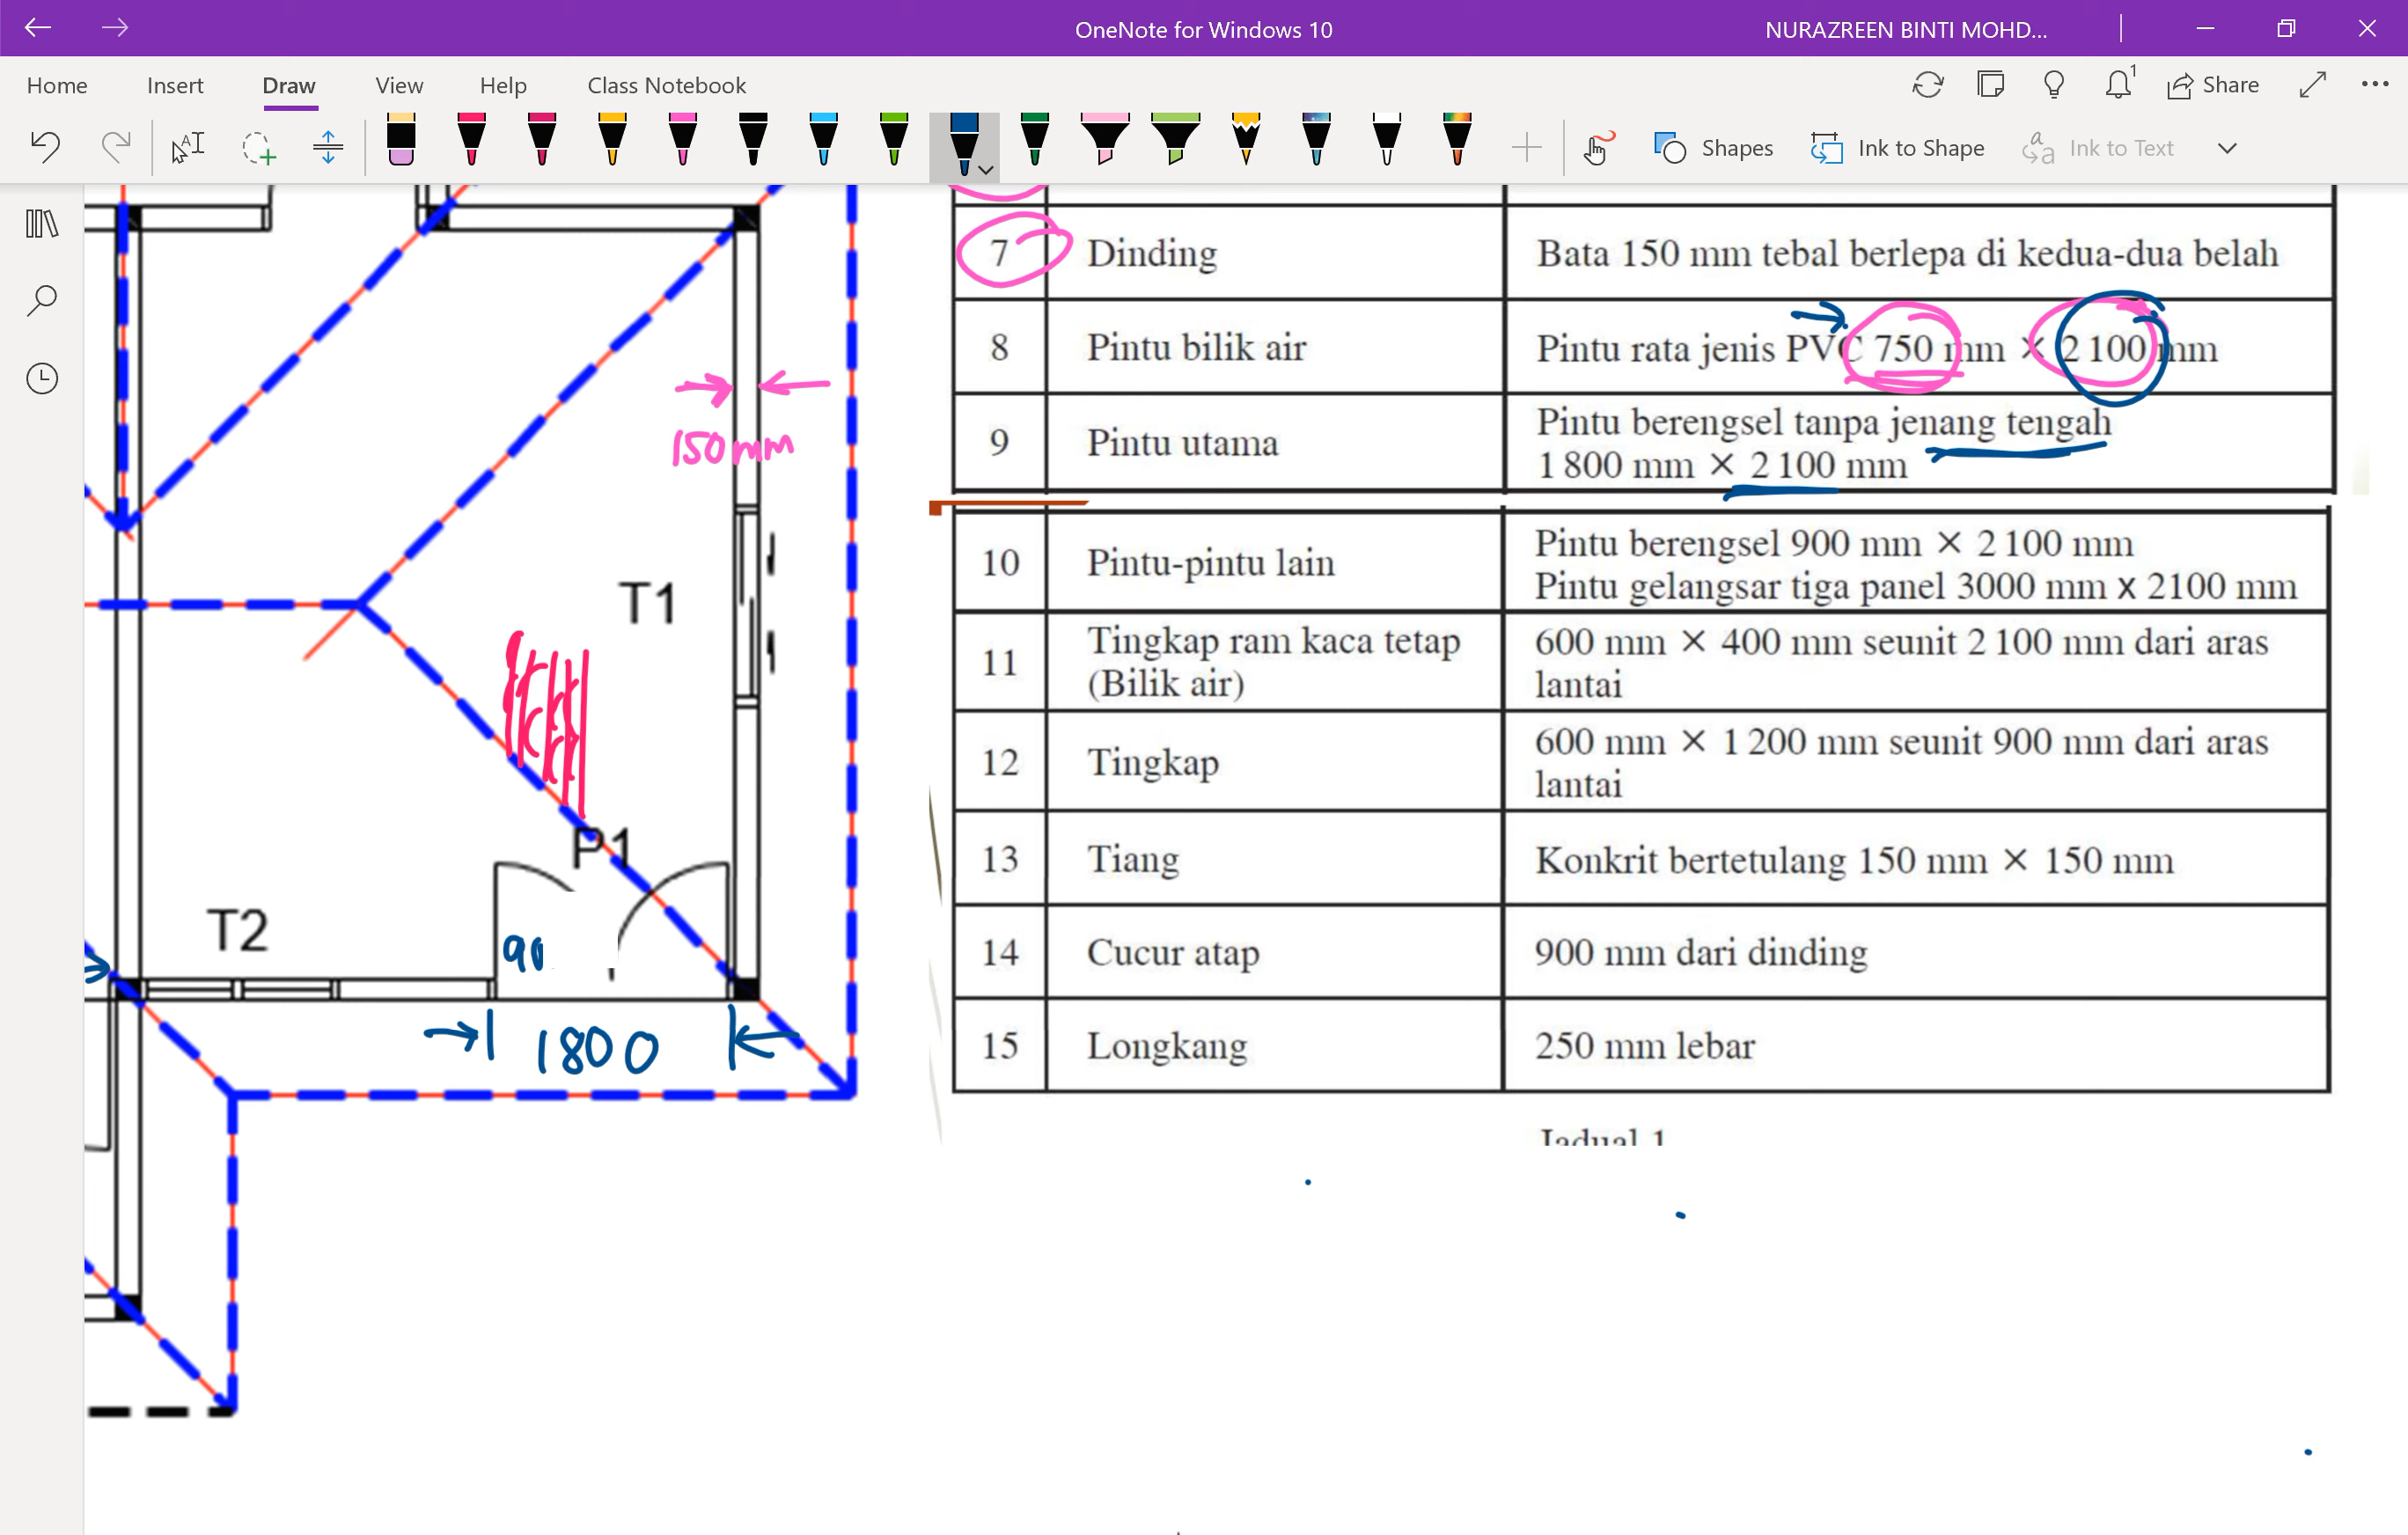 OneNote for Windows 10
NURAZREEN BINTI MOHD...
Home Insert Draw View Help Class Notebook
1 Share
Shapes Ink to Shape Ink to Text
7 Dinding Bata 150 mm tebal berlepa di kedua-dua belah
8 Pintu bilik air Pintu rata jenis PVC 750 mm × 2 100 mm
9 Pintu utama Pintu berengsel tanpa jenang tengah
1 800 mm × 2 100 mm
10 Pintu-pintu lain Pintu berengsel 900 mm × 2 100 mm
Pintu gelangsar tiga panel 3000 mm x 2100 mm
11 Tingkap ram kaca tetap
(Bilik air) 600 mm × 400 mm seunit 2 100 mm dari aras
lantai
12 Tingkap 600 mm × 1 200 mm seunit 900 mm dari aras
lantai
13 Tiang Konkrit bertetulang 150 mm × 150 mm
14 Cucur atap 900 mm dari dinding
15 Longkang 250 mm lebar
Jadual 1
150 mm
T1
P1
T2
90
1800